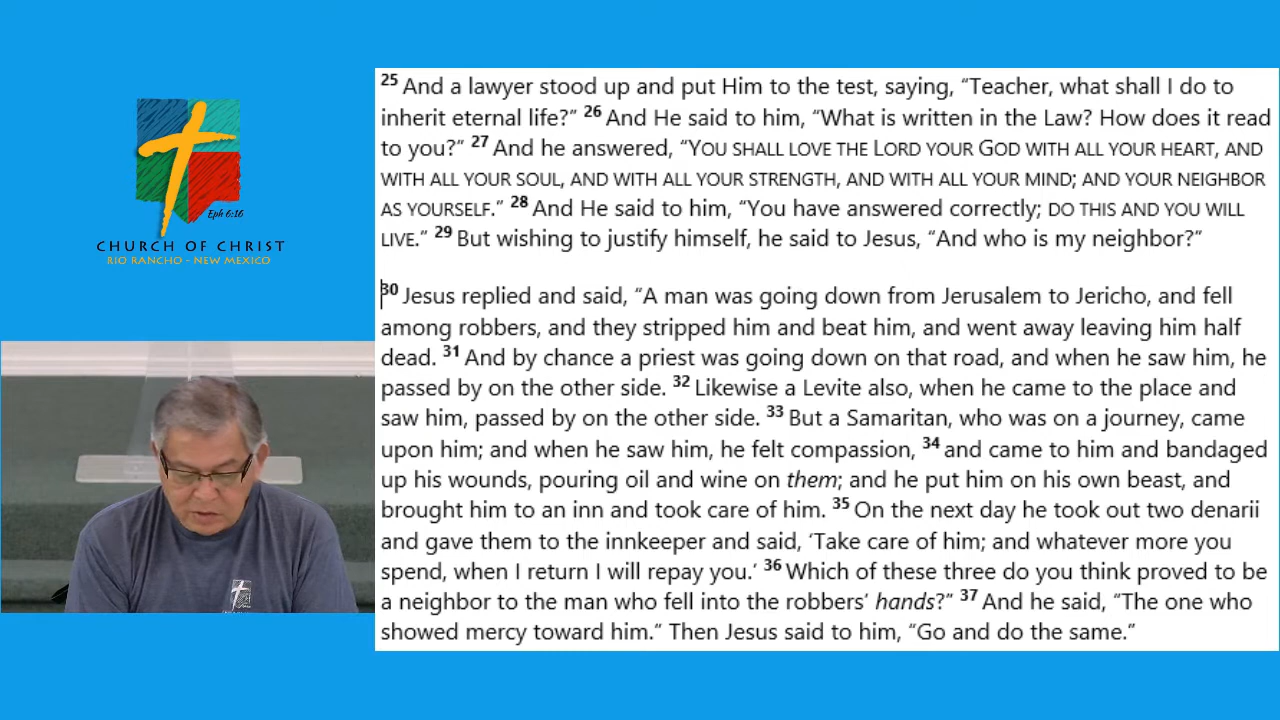 Eph 6:16
CHURCH OF CHRIST
RIO RANCHO - NEW MEXICO
25 And a lawyer stood up and put Him to the test, saying, “Teacher, what shall I do to
inherit eternal life?” 26 And He said to him, “What is written in the Law? How does it read
to you?” 27 And he answered, “YOU SHALL LOVE THE LORD YOUR GOD WITH ALL YOUR HEART, AND
WITH ALL YOUR SOUL, AND WITH ALL YOUR STRENGTH, AND WITH ALL YOUR MIND; AND YOUR NEIGHBOR
AS YOURSELF.” 28 And He said to him, “You have answered correctly; DO THIS AND YOU WILL
LIVE.” 29 But wishing to justify himself, he said to Jesus, “And who is my neighbor?”
30 Jesus replied and said, “A man was going down from Jerusalem to Jericho, and fell
among robbers, and they stripped him and beat him, and went away leaving him half
dead. 31 And by chance a priest was going down on that road, and when he saw him, he
passed by on the other side. 32 Likewise a Levite also, when he came to the place and
saw him, passed by on the other side. 33 But a Samaritan, who was on a journey, came
upon him; and when he saw him, he felt compassion, 34 and came to him and bandaged
up his wounds, pouring oil and wine on them; and he put him on his own beast, and
brought him to an inn and took care of him. 35 On the next day he took out two denarii
and gave them to the innkeeper and said, ‘Take care of him; and whatever more you
spend, when I return I will repay you.’ 36 Which of these three do you think proved to be
a neighbor to the man who fell into the robbers’ hands?” 37 And he said, “The one who
showed mercy toward him.” Then Jesus said to him, “Go and do the same.”